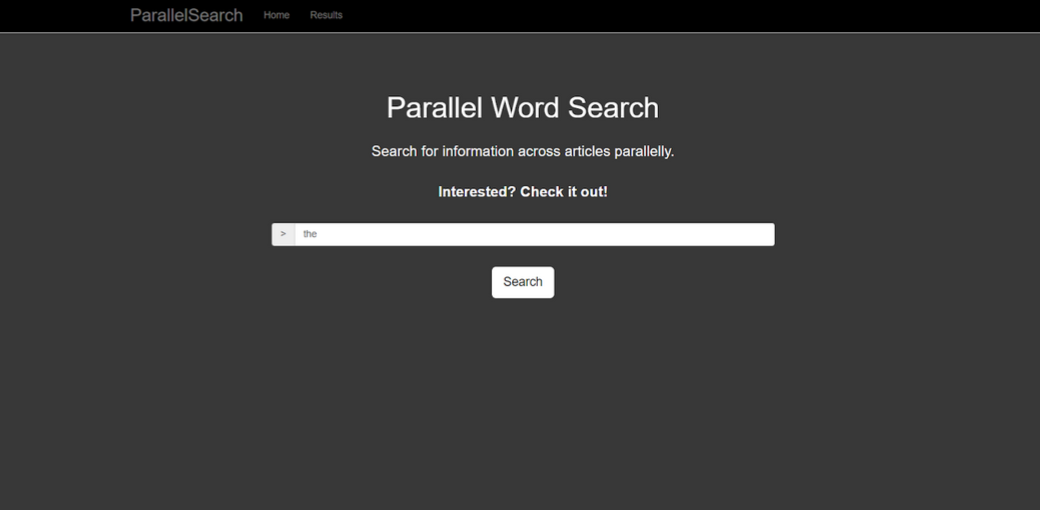 ParallelSearch Home Results
Parallel Word Search
Search for information across articles parallelly.
Interested? Check it out!
> the
Search